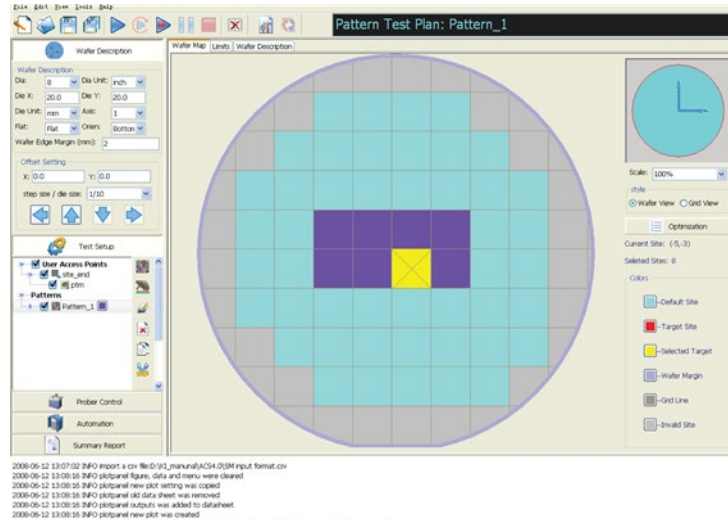 File Edit View Tools Help
Pattern Test Plan: Pattern_1
Wafer Description
Wafer Description
Dia: 8 Dia Unit: inch
Die X: 20.0 Die Y: 20.0
Die Unit: mm Axis: 1
Flat: Flat Orien: Bottom
Wafer Edge Margin (mm): 2
Offset Setting
X: 0.0 Y: 0.0
step size / die size: 1/10
Test Setup
User Access Points
site_end
ptm
Patterns
Pattern_1
Prober Control
Automation
Summary Report
Wafer Map Limits Wafer Description
Scale: 100%
style
Wafer View Grid View
Optimization
Current Site: (-5,-3)
Seleted Sites: 0
Colors
Default Site
Target Site
Selected Target
Wafer Margin
Grid Line
Invalid Site
2008-06-12 13:07:02 INFO import a csv file:D:\KI_manunal\ACS4.0\SM input format.csv
2008-06-12 13:08:16 INFO plotpanel figure, data and menu were cleared
2008-06-12 13:08:16 INFO plotpanel new plot setting was copied
2008-06-12 13:08:16 INFO plotpanel old data sheet was removed
2008-06-12 13:08:16 INFO plotpanel outputs was added to datasheet
2008-06-12 13:08:16 INFO plotpanel new plot was created